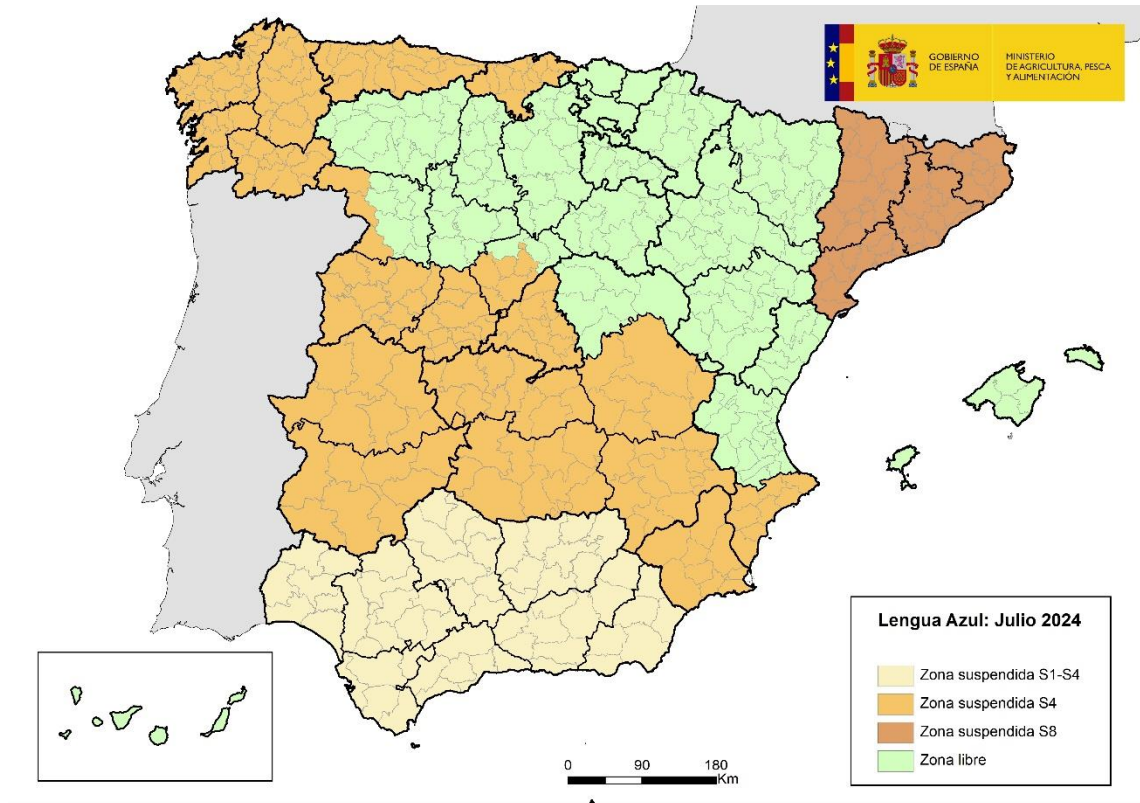 GOBIERNO
DE ESPAÑA
MINISTERIO
DE AGRICULTURA, PESCA
Y ALIMENTACIÓN
Lengua Azul: Julio 2024
Zona suspendida S1-S4
Zona suspendida S4
Zona suspendida S8
Zona libre
0 90 180
Km